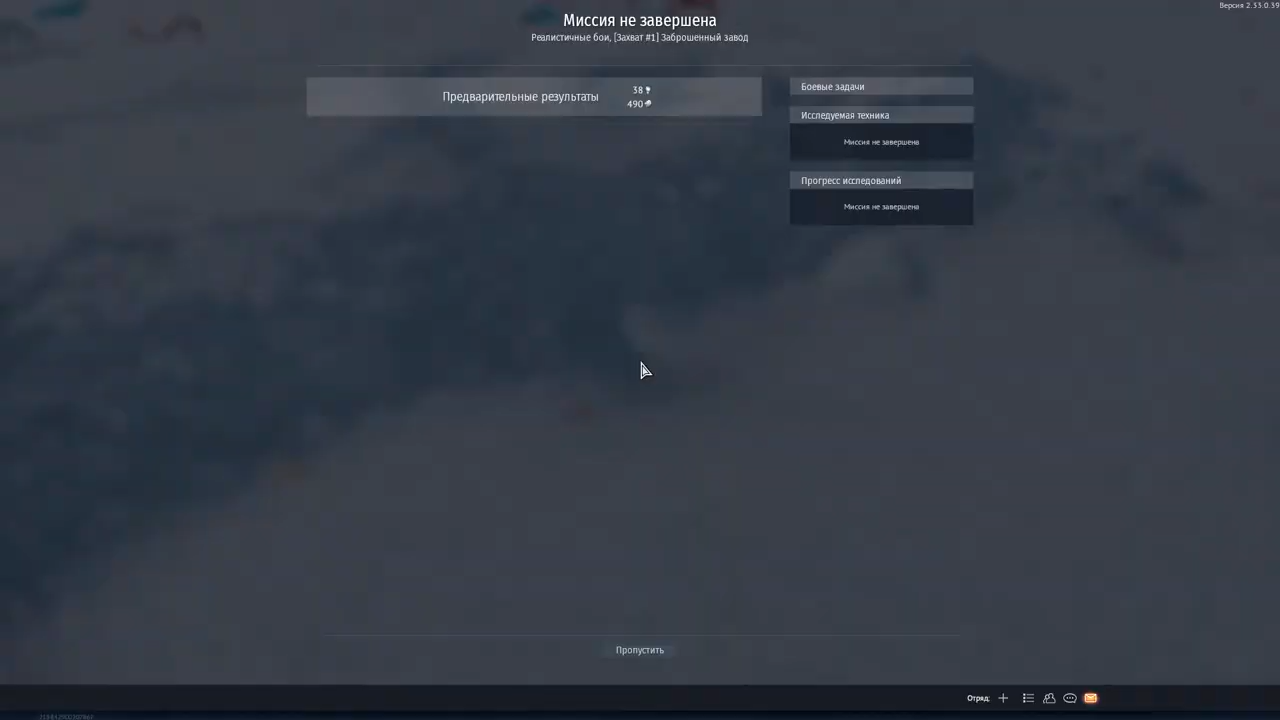 Версия 2.33.0.39
Миссия не завершена
Реалистичные бои, [Захват #1] Заброшенный завод
Предварительные результаты
38
490
Боевые задачи
Исследуемая техника
Миссия не завершена
Прогресс исследований
Миссия не завершена
Пропустить
Отряд: